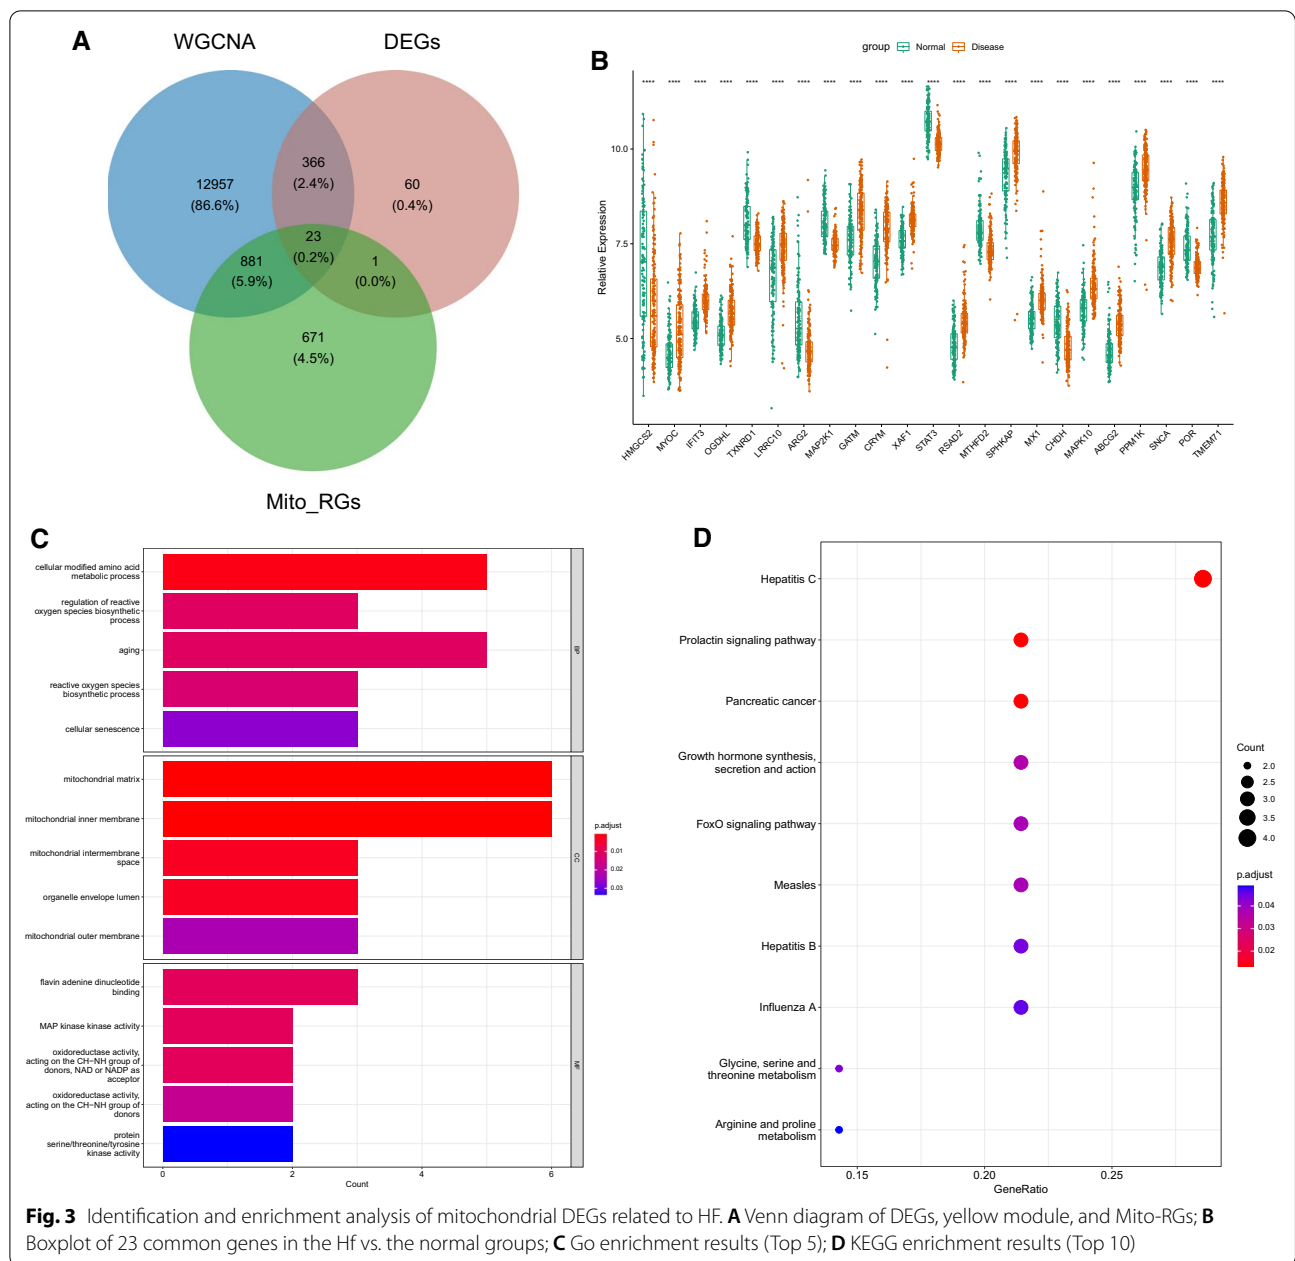 A
WGCNA
DEGs
12957
(86.6%)
366
(2.4%)
60
(0.4%)
23
(0.2%)
881
(5.9%)
1
(0.0%)
671
(4.5%)
Mito_RGs
B
group Normal Disease
**** **** **** **** **** **** **** **** **** **** **** **** **** **** **** **** **** **** **** **** **** **** ****
Relative Expression
10.0
7.5
5.0
HMGCS2
MYOC
IFIT3
OGDHL
TXNRD1
LRRC10
ARG2
MAP2K1
GATM
CRYM
XAF1
STAT3
RSAD2
MTHFD2
SPHKAP
MX1
CHDH
MAPK10
ABCG2
PPM1K
SNCA
POR
TMEM71
C
cellular modified amino acid
metabolic process
regulation of reactive
oxygen species biosynthetic
process
aging
reactive oxygen species
biosynthetic process
cellular senescence
BP
mitochondrial matrix
mitochondrial inner membrane
mitochondrial intermembrane
space
organelle envelope lumen
mitochondrial outer membrane
CC
flavin adenine dinucleotide
binding
MAP kinase kinase activity
oxidoreductase activity,
acting on the CH−NH group of
donors, NAD or NADP as
acceptor
oxidoreductase activity,
acting on the CH−NH group of
donors
protein
serine/threonine/tyrosine
kinase activity
MF
0 2 4 6
Count
p.adjust
0.01
0.02
0.03
D
Hepatitis C
Prolactin signaling pathway
Pancreatic cancer
Growth hormone synthesis,
secretion and action
FoxO signaling pathway
Measles
Hepatitis B
Influenza A
Glycine, serine and
threonine metabolism
Arginine and proline
metabolism
0.15 0.20 0.25
GeneRatio
Count
2.0
2.5
3.0
3.5
4.0
p.adjust
0.04
0.03
0.02
Fig. 3 Identification and enrichment analysis of mitochondrial DEGs related to HF. A Venn diagram of DEGs, yellow module, and Mito-RGs; B
Boxplot of 23 common genes in the Hf vs. the normal groups; C Go enrichment results (Top 5); D KEGG enrichment results (Top 10)